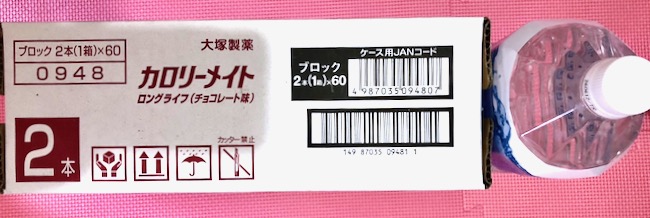 ブロック 2本(1箱)×60
0948
大塚製薬
カロリーメイト
ロングライフ(チョコレート味)
2本
カッター禁止
ケース用JANコード
ブロック
2本(1箱)×60
4 987035 094807
149 87035 09481 1